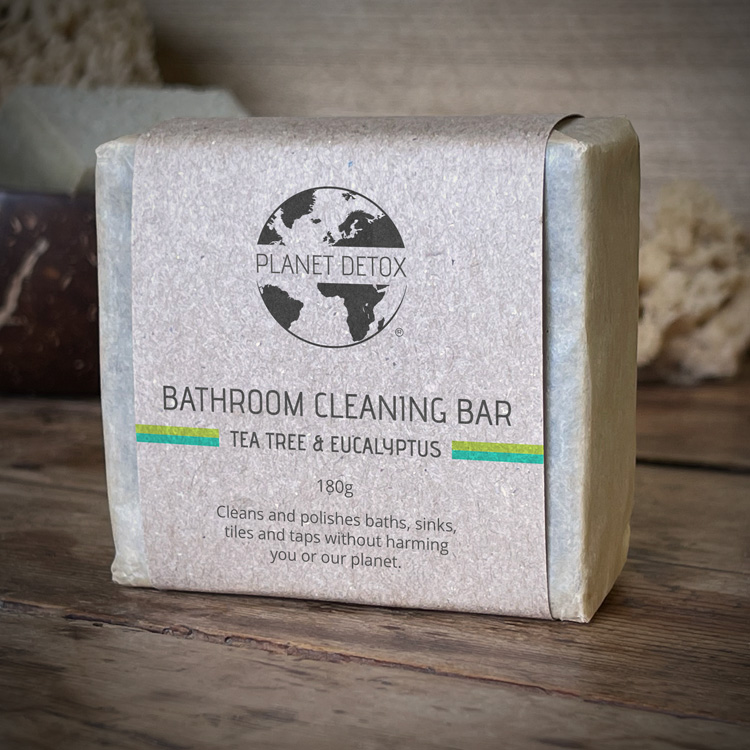 PLANET DETOX
®
BATHROOM CLEANING BAR
TEA TREE & EUCALYPTUS
180g
Cleans and polishes baths, sinks,
tiles and taps without harming
you or our planet.